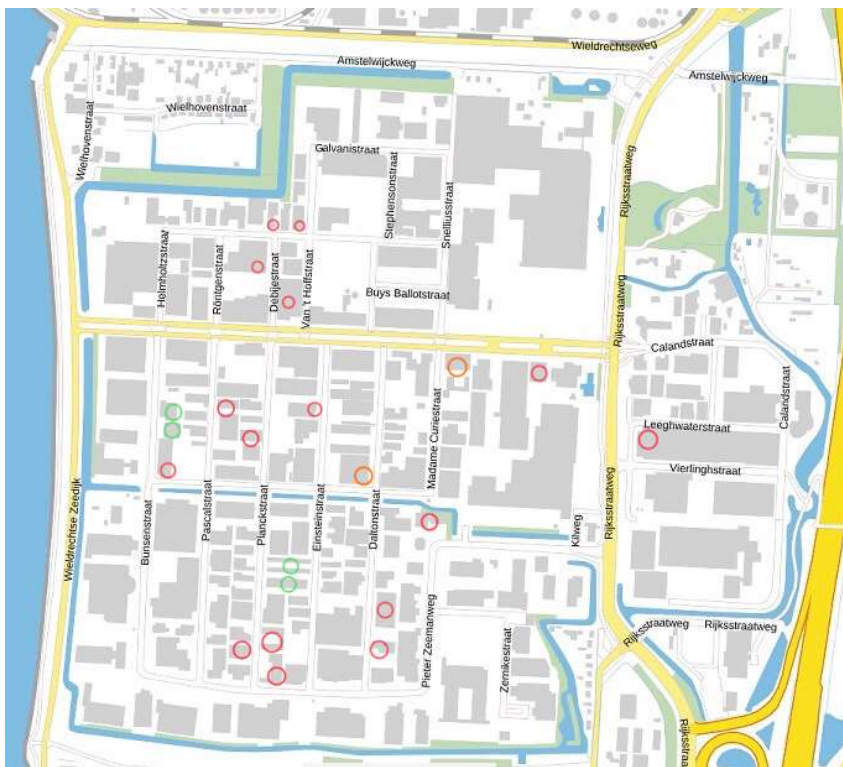 Wieldrechtseweg
Amstelwijckweg
Amstelwijckweg
Wielhovenstraat
Wielhovenstraat
Galvanistraat
Stephensonstraat
Snelliusstraat
Rijksstraatweg
Helmholtzstraat
Röntgenstraat
Debijestraat
Van 't Hoffstraat
Buys Ballotstraat
Rijksstraatweg
Calandstraat
Calandstraat
Madame Curiestraat
Leeghwaterstraat
Vierlinghstraat
Wieldrechtse Zeedijk
Bunsenstraat
Pascalstraat
Planckstraat
Einsteinstraat
Daltonstraat
Kilweg
Rijksstraatweg
Pieter Zeemanweg
Zernikestraat
Rijksstraatweg
Rijksstraatweg
Rijksstraa